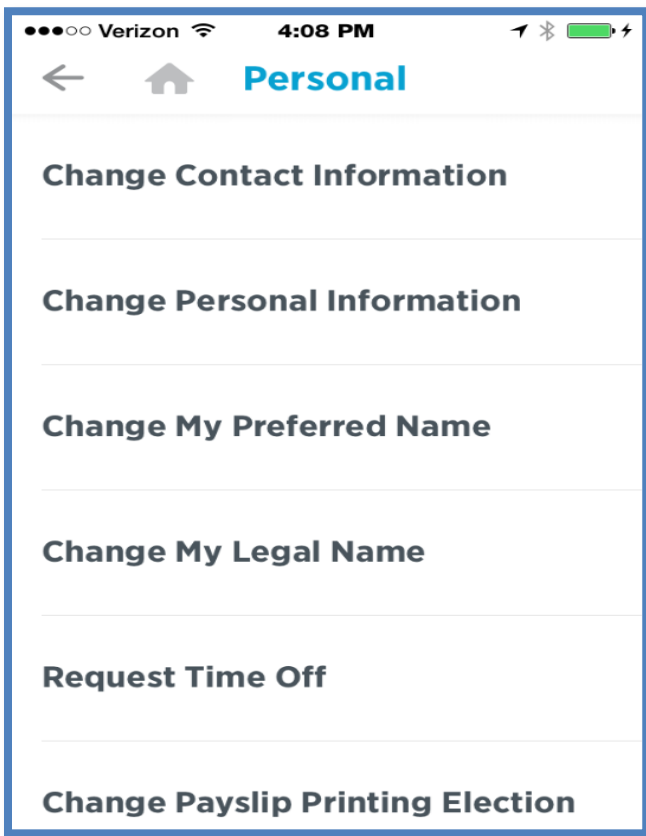 Verizon 4:08 PM
Personal
Change Contact Information
Change Personal Information
Change My Preferred Name
Change My Legal Name
Request Time Off
Change Payslip Printing Election